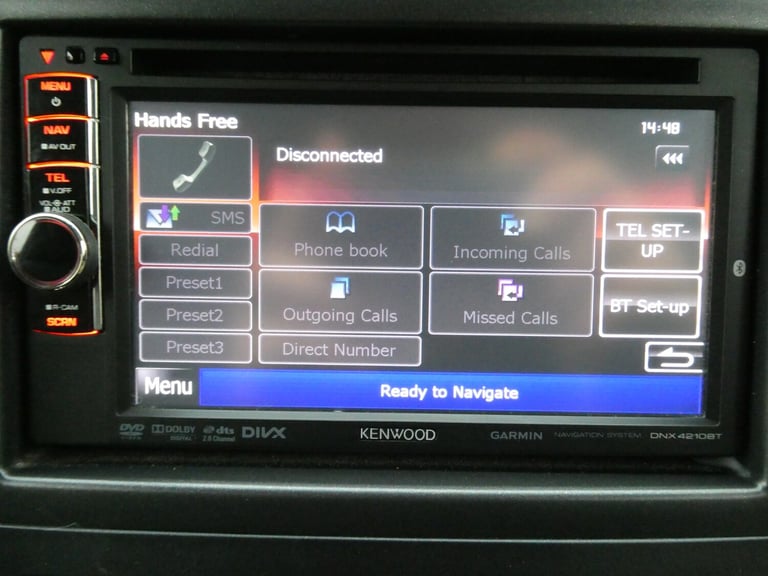 MENU
NAV
AV OUT
TEL
V.OFF
VOL ATT
AUD
R-CAM
SCRN
Hands Free
14:48
Disconnected
SMS
Redial
Preset1
Preset2
Preset3
Phone book
Incoming Calls
TEL SET-
UP
Outgoing Calls
Missed Calls
BT Set-up
Direct Number
Menu
Ready to Navigate
DVD VIDEO
DOLBY
DIGITAL
dts
2.0 Channel
DIVX
KENWOOD
GARMIN
NAVIGATION SYSTEM
DNX4210BT